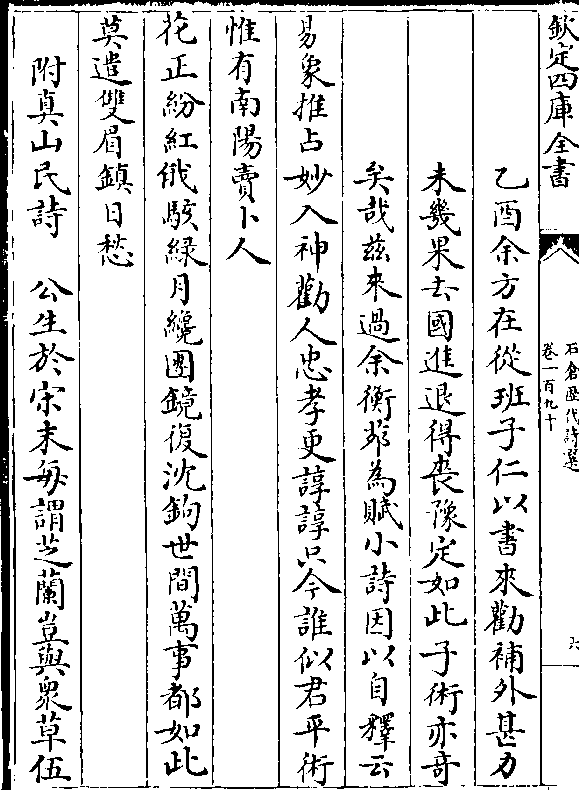 欽定四庫全書
石倉歴代詩選
卷一百九十
六
乙酉余方在從班子仁以書來勸補外甚力
未幾果去國進退得喪豫定如此子術亦竒
矣哉兹來過余衡茅為賦小詩因以自釋云
易象推占妙入神勸人忠孝更諄諄只今誰似君平術
惟有南陽賣卜人
花正紛紅俄駭緑月纔團鏡復沈鉤世間萬事都如此
莫遣雙眉鎮日愁
附真山民詩　公生於宋末每謂芝蘭豈與衆草伍